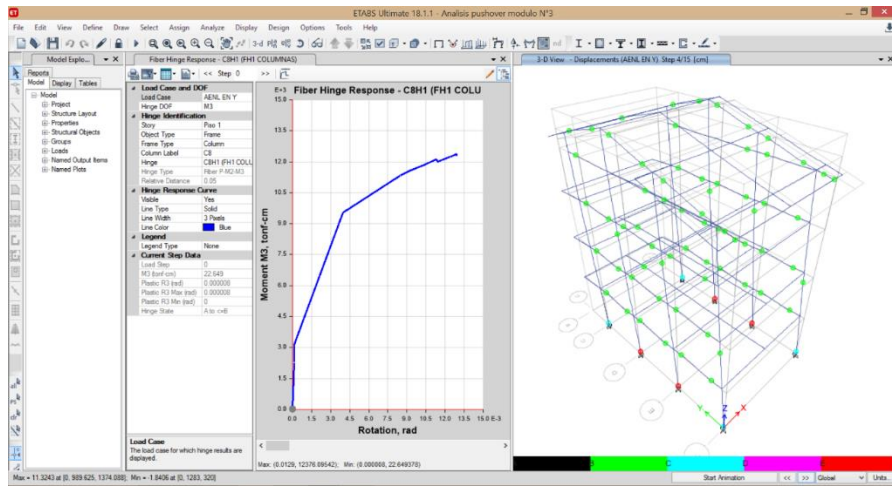 ETABS Ultimate 18.1.1 - Analisis pushover modulo N°3
File Edit View Define Draw Select Assign Analyze Display Design Options Tools Help
Model Explo...
Fiber Hinge Response - C8H1 (FH1 COLUMNAS)
3-D View - Displacements (AENL EN Y) Step 4/15 [cm]
Reports
Model Display Tables
Model
Project
Structure Layout
Properties
Structural Objects
Groups
Loads
Named Output Items
Named Plots
<< Step 0 >>
Load Case and DOF
Load Case AENL EN Y
Hinge DOF M3
Hinge Identification
Story Piso 1
Object Type Frame
Frame Type Column
Column Label C8
Hinge C8H1 (FH1 COLU
Hinge Type Fiber P-M2-M3
Relative Distance 0.05
Hinge Response Curve
Visible Yes
Line Type Solid
Line Width 3 Pixels
Line Color Blue
Legend
Legend Type None
Current Step Data
Load Step 0
M3 (tonf-cm) 22.649
Plastic R3 (rad) 0.000008
Plastic R3 Max (rad) 0.000008
Plastic R3 Min (rad) 0
Hinge State A to <=B
Load Case
The load case for which hinge results are displayed.
Fiber Hinge Response - C8H1 (FH1 COLU
E+3
15.0
13.5
12.0
10.5
9.0
7.5
6.0
4.5
3.0
1.5
0.0
Moment M3, tonf-cm
0.0 1.5 3.0 4.5 6.0 7.5 9.0 10.5 12.0 13.5 15.0 E-3
Rotation, rad
Max: (0.0129, 12376.09542); Min: (0.000008, 22.649378)
X
Y
Z
B C D E
Max = 11.3243 at [0, 989.625, 1374.088]; Min = -1.8406 at [0, 1283, 320]
Start Animation << >> Global Units...